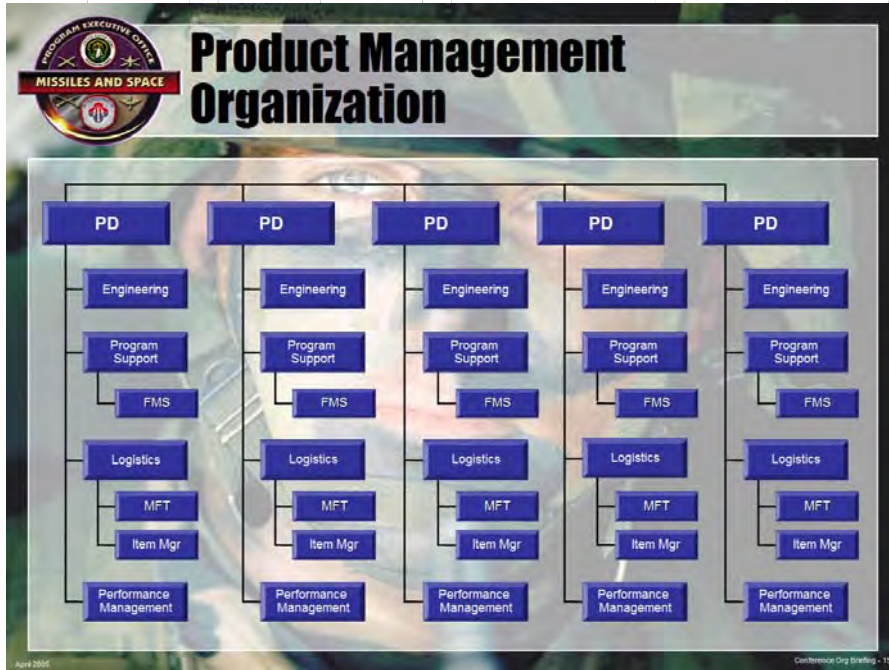 PROGRAM EXECUTIVE OFFICE
MISSILES AND SPACE
Product Management
Organization
PD
PD
PD
PD
PD
Engineering
Engineering
Engineering
Engineering
Engineering
Program
Support
Program
Support
Program
Support
Program
Support
Program
Support
FMS
FMS
FMS
FMS
FMS
Logistics
Logistics
Logistics
Logistics
Logistics
MFT
MFT
MFT
MFT
MFT
Item Mgr
Item Mgr
Item Mgr
Item Mgr
Item Mgr
Performance
Management
Performance
Management
Performance
Management
Performance
Management
Performance
Management
April 2005
Conference Org Briefing -